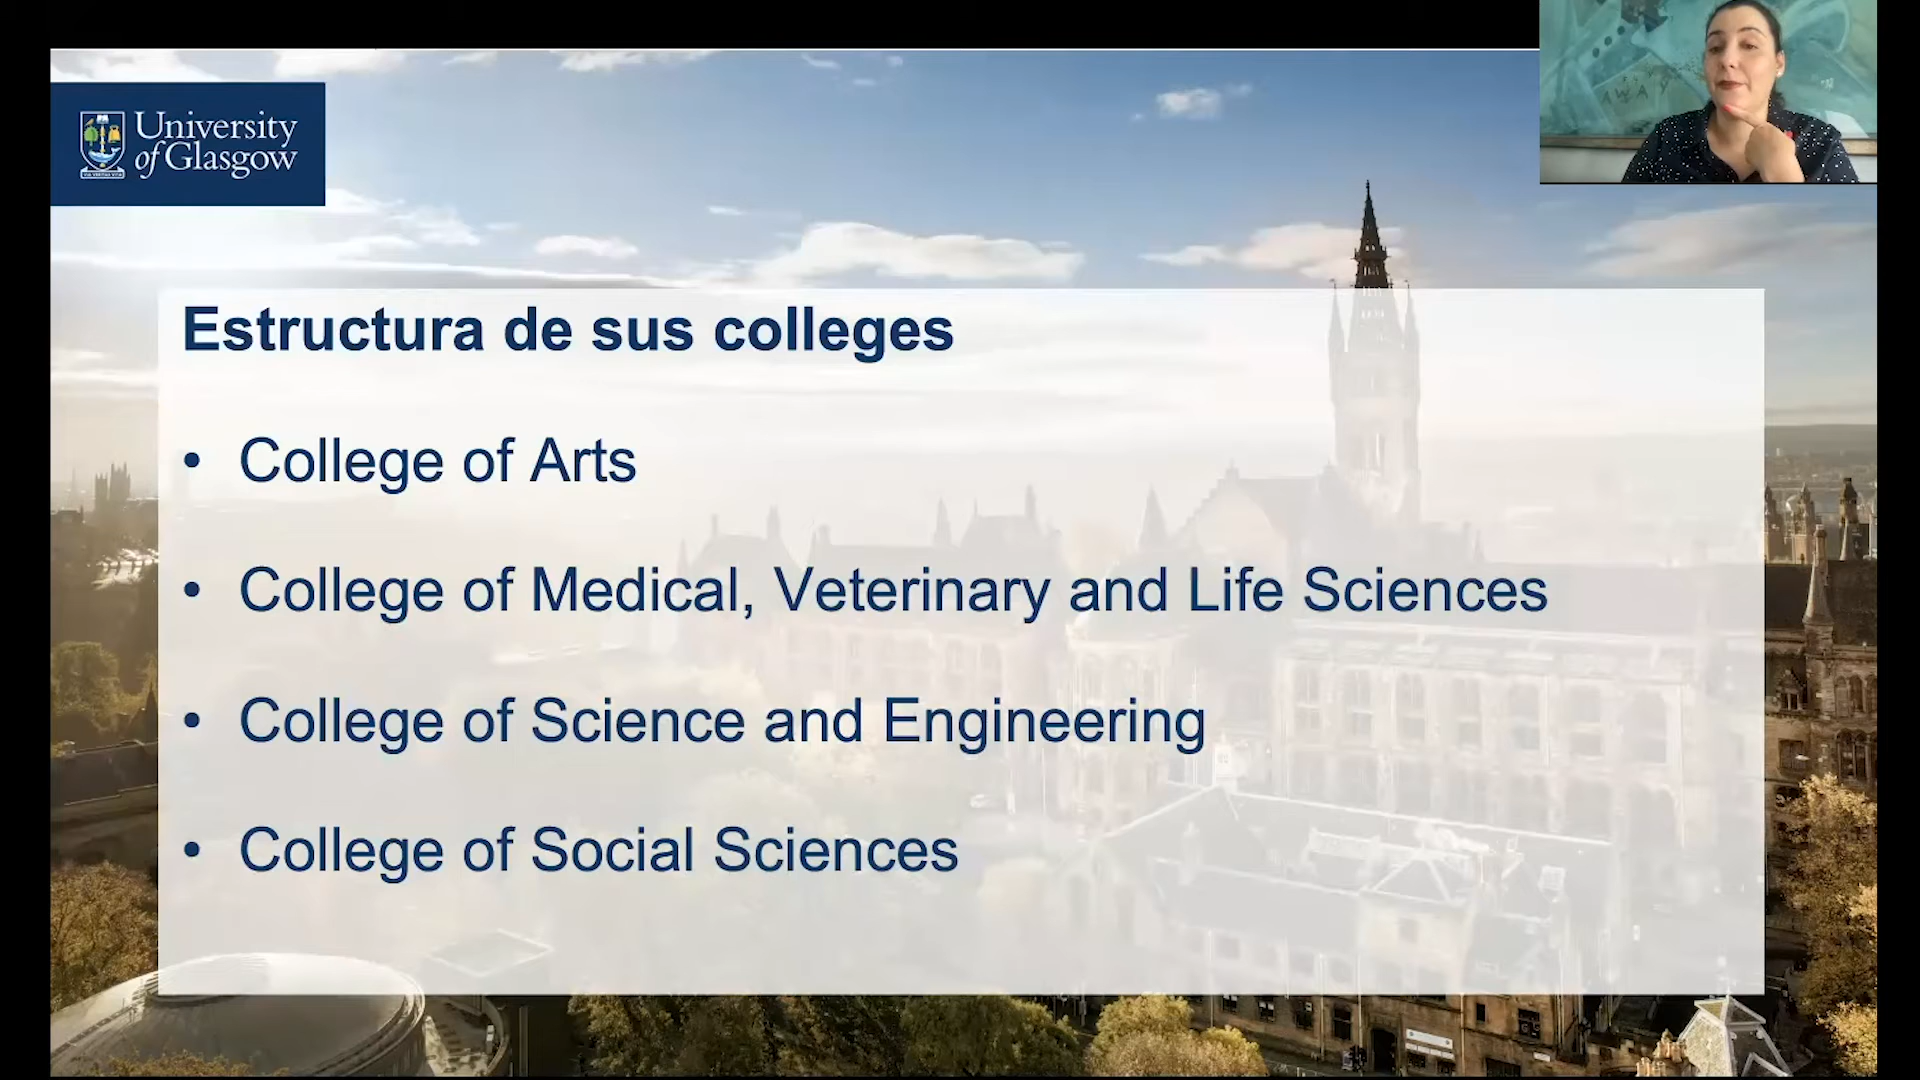 University
of Glasgow
Estructura de sus colleges
• College of Arts
• College of Medical, Veterinary and Life Sciences
• College of Science and Engineering
• College of Social Sciences